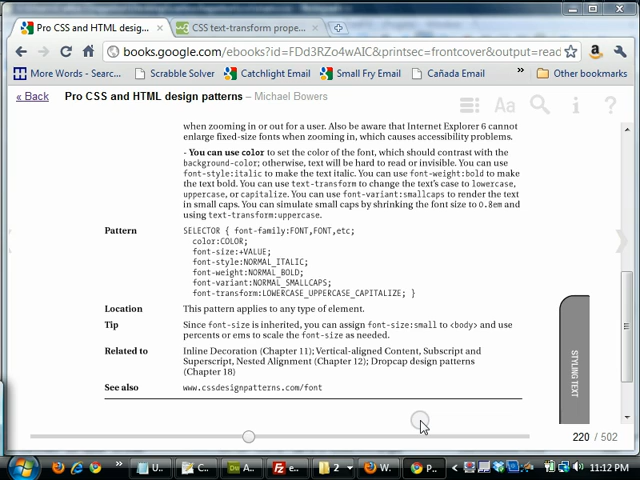 Pro CSS and HTML design...
CSS text-transform prope...
books.google.com/ebooks?id=FDd3RZo4wAIC&printsec=frontcover&output=read
More Words - Searc...
Scrabble Solver
Catchlight Email
Small Fry Email
Cañada Email
»
Other bookmarks
« Back
Pro CSS and HTML design patterns – Michael Bowers
Aa
i
?
when zooming in or out for a user. Also be aware that Internet Explorer 6 cannot
enlarge fixed-size fonts when zooming in, which causes accessibility problems.
- You can use color to set the color of the font, which should contrast with the
background-color; otherwise, text will be hard to read or invisible. You can use
font-style:italic to make the text italic. You can use font-weight:bold to make
the text bold. You can use text-transform to change the text's case to lowercase,
uppercase, or capitalize. You can use font-variant:smallcaps to render the text
in small caps. You can simulate small caps by shrinking the font size to 0.8em and
using text-transform:uppercase.
Pattern
SELECTOR { font-family:FONT,FONT,etc;
color:COLOR;
font-size:+VALUE;
font-style:NORMAL_ITALIC;
font-weight:NORMAL_BOLD;
font-variant:NORMAL_SMALLCAPS;
font-transform:LOWERCASE_UPPERCASE_CAPITALIZE; }
Location
This pattern applies to any type of element.
Tip
Since font-size is inherited, you can assign font-size:small to <body> and use
percents or ems to scale the font-size as needed.
Related to
Inline Decoration (Chapter 11); Vertical-aligned Content, Subscript and
Superscript, Nested Alignment (Chapter 12); Dropcap design patterns
(Chapter 18)
See also
www.cssdesignpatterns.com/font
STYLING TEXT
220 / 502
»
U...
C...
A...
e...
2
W...
P...
11:12 PM